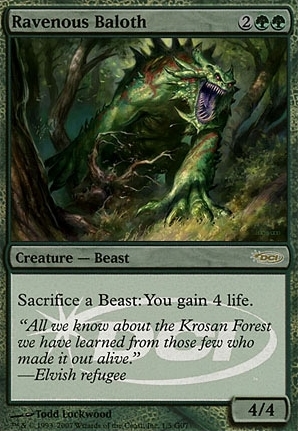 Ravenous Baloth 2
DCI
Creature — Beast
Sacrifice a Beast: You gain 4 life.
“All we know about the Krosan Forest
we have learned from those few who
made it out alive.”
—Elvish refugee
Todd Lockwood
4/4